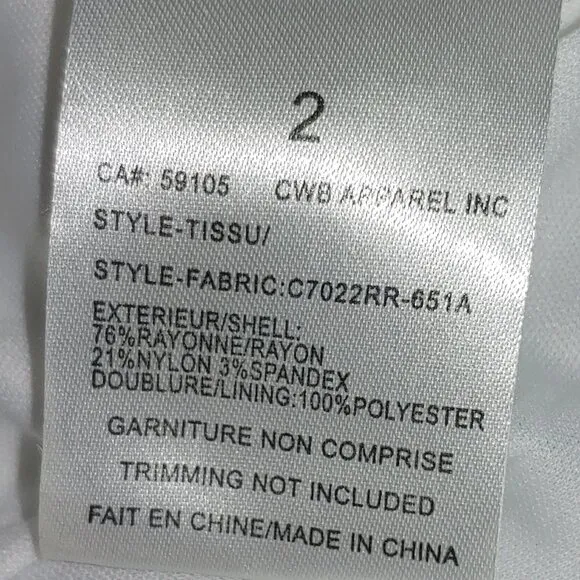 2
CA#: 59105 CWB APPAREL INC
STYLE-TISSU/
STYLE-FABRIC:C7022RR-651A
EXTERIEUR/SHELL:
76%RAYONNE/RAYON
21%NYLON 3%SPANDEX
DOUBLURE/LINING:100%POLYESTER
GARNITURE NON COMPRISE
TRIMMING NOT INCLUDED
FAIT EN CHINE/MADE IN CHINA